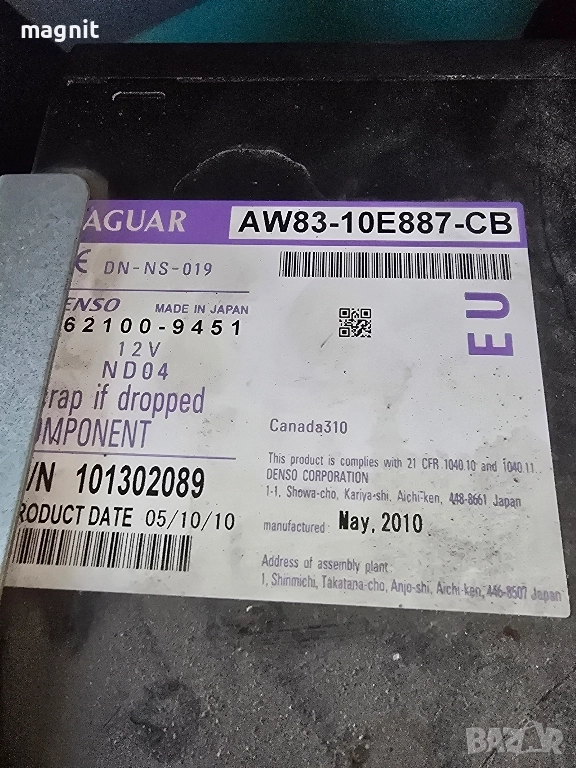 magnit
AGUAR
AW83-10E887-CB
DN-NS-019
ENSO MADE IN JAPAN
62100-9451
12V
ND04
EU
rap if dropped
OMPONENT
Canada310
/N 101302089
This product is complies with 21 CFR 1040.10 and 1040.11.
DENSO CORPORATION
1-1, Showa-cho, Kariya-shi, Aichi-ken, 448-8661 Japan
RODUCT DATE 05/10/10
manufactured: May, 2010
Address of assembly plant:
1, Shinmichi, Takatana-cho, Anjo-shi, Aichi-ken, 446-8507 Japan
BAZAR